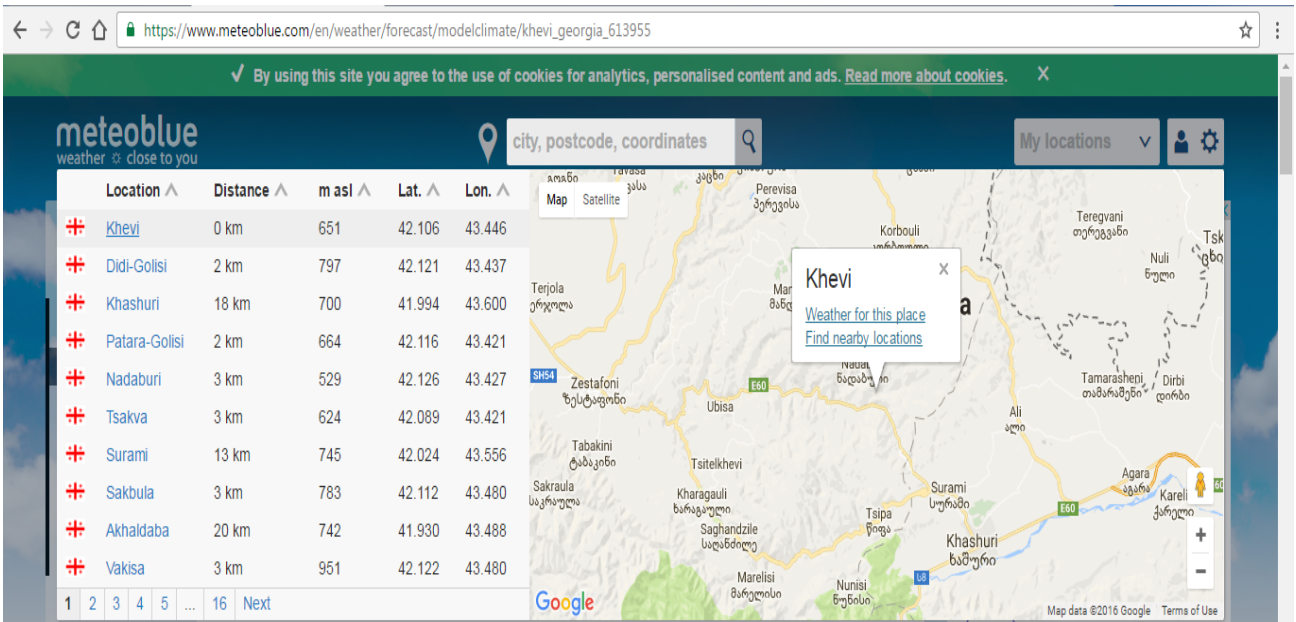 https://www.meteoblue.com/en/weather/forecast/modelclimate/khevi_georgia_613955
✓ By using this site you agree to the use of cookies for analytics, personalised content and ads. Read more about cookies. X
meteoblue
weather ☼ close to you
city, postcode, coordinates
My locations
Location Distance m asl Lat. Lon.
Khevi 0 km 651 42.106 43.446
Didi-Golisi 2 km 797 42.121 43.437
Khashuri 18 km 700 41.994 43.600
Patara-Golisi 2 km 664 42.116 43.421
Nadaburi 3 km 529 42.126 43.427
Tsakva 3 km 624 42.089 43.421
Surami 13 km 745 42.024 43.556
Sakbula 3 km 783 42.112 43.480
Akhaldaba 20 km 742 41.930 43.488
Vakisa 3 km 951 42.122 43.480
1 2 3 4 5 ... 16 Next
Map Satellite
Perevisa
პერევისა
Korbouli
Teregvani
თერეგვანი
Nuli
ნული
Terjola
Khevi
Weather for this place
Find nearby locations
SH54
Zestafoni
ზესტაფონი
E60
Ubisa
Tamarasheni
თამარაშენი
Dirbi
დირბი
Ali
ალი
Tabakini
ტაბაკინი
Tsitelkhevi
Agara
აგარა
Kareli
ქარელი
Sakraula
Kharagauli
ხარაგაული
Surami
სურამი
E60
Tsipa
წიფა
Saghandzile
საღანძილე
Khashuri
ხაშური
Marelisi
მარელისი
Nunisi
ნუნისი
Google
Map data ©2016 Google Terms of Use